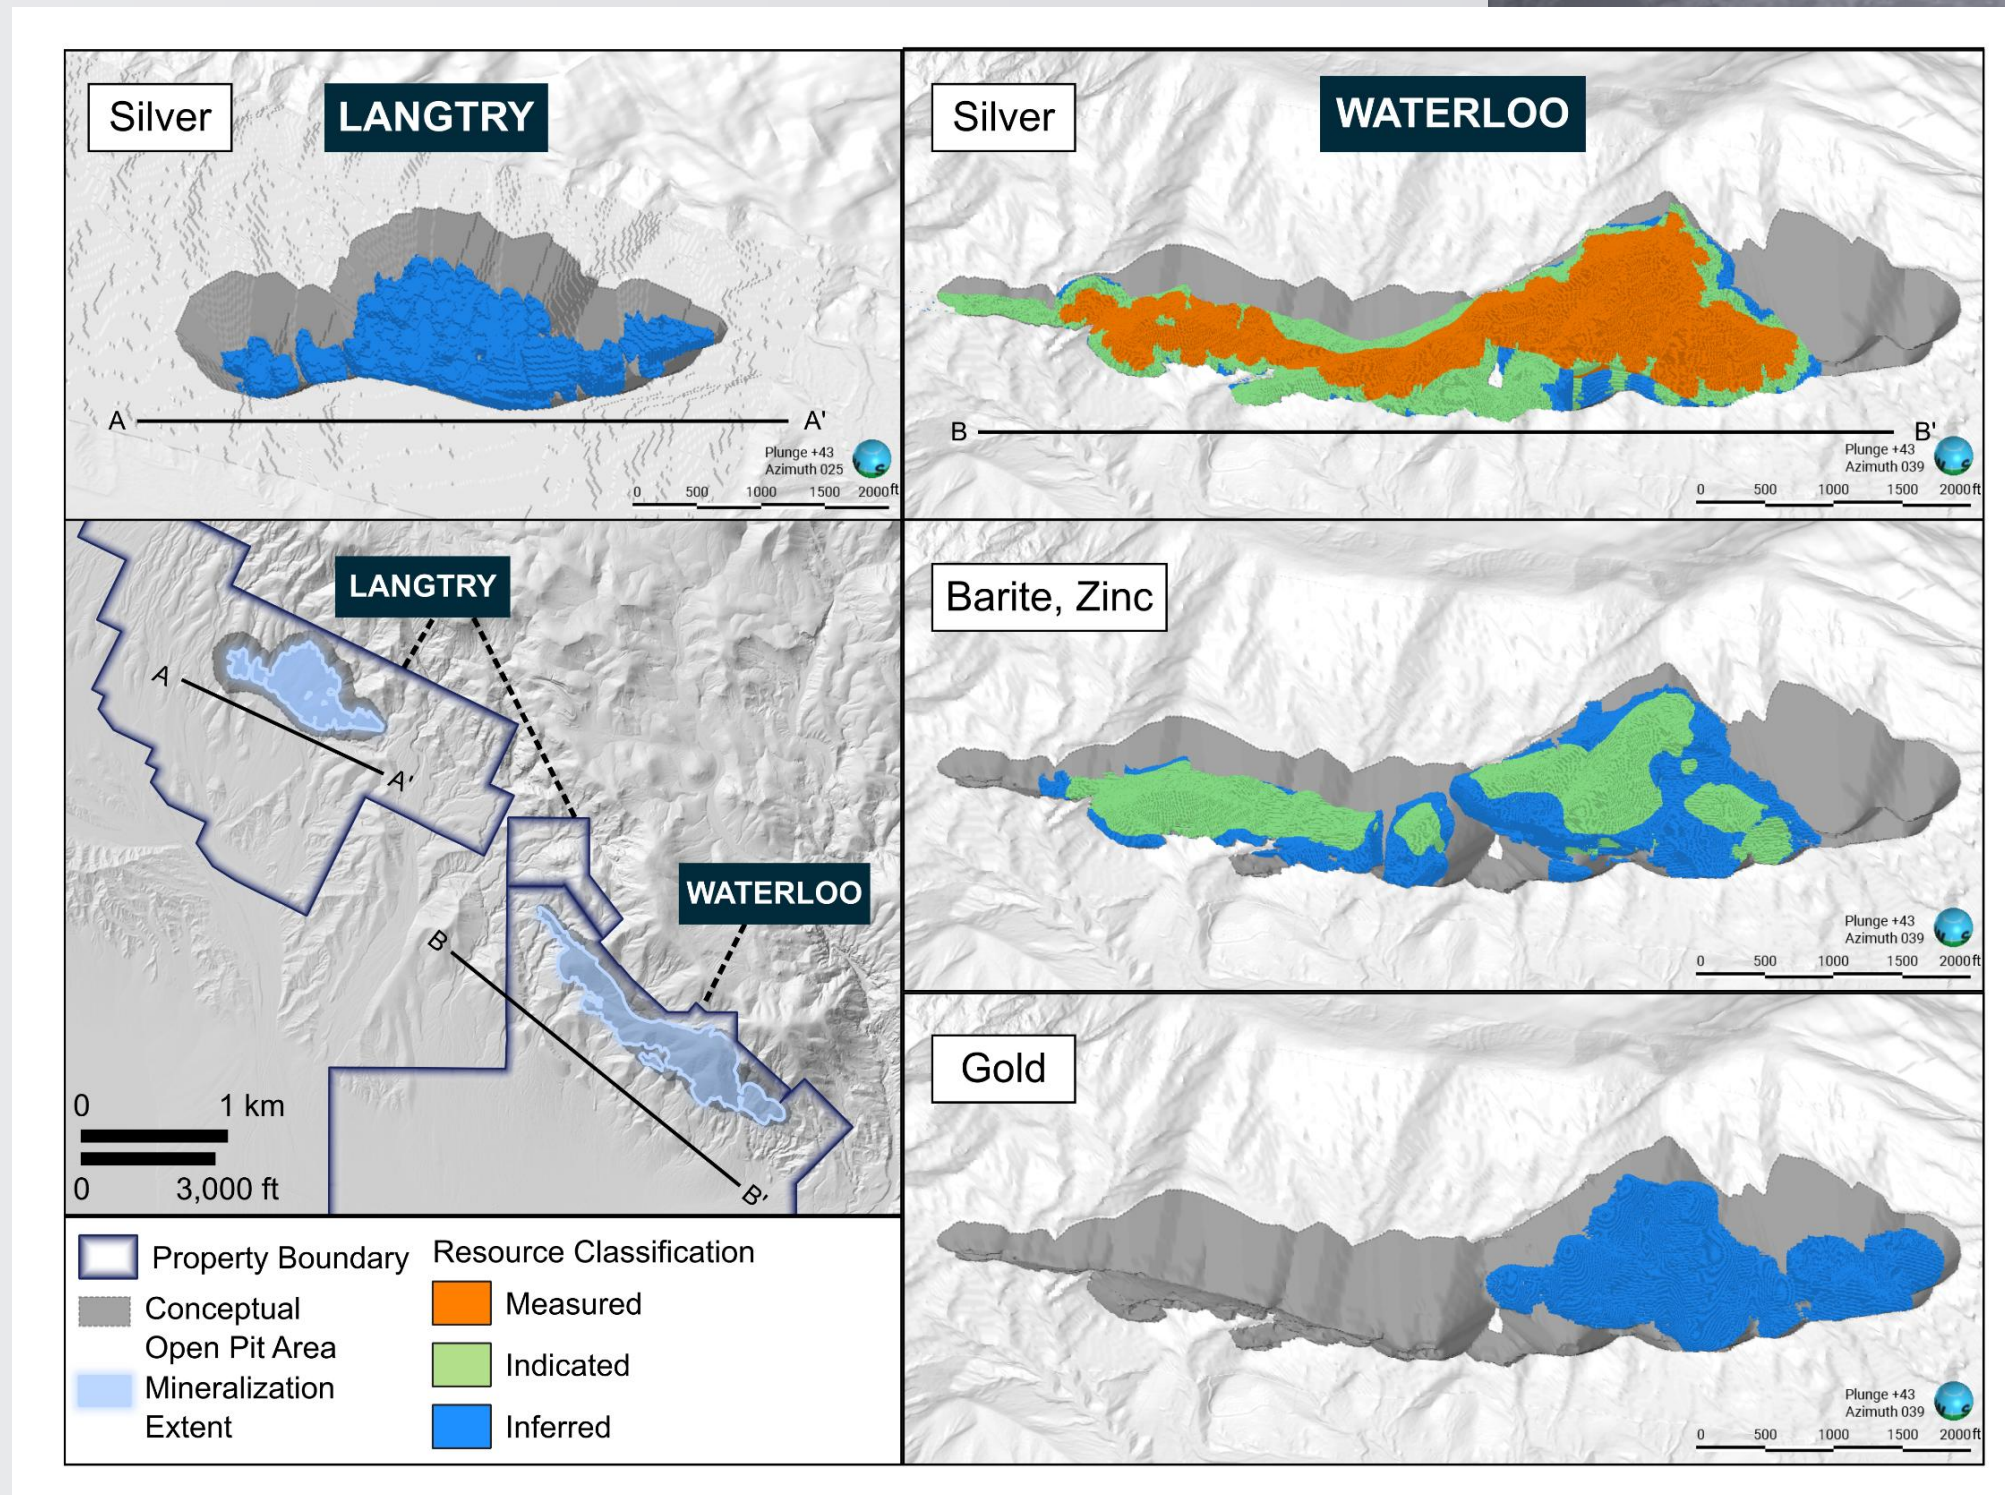 Silver
LANGTRY
A
A'
Plunge +43
Azimuth 025
0 500 1000 1500 2000ft
Silver
WATERLOO
B
B'
Plunge +43
Azimuth 039
0 500 1000 1500 2000ft
LANGTRY
A
A'
WATERLOO
B
B'
0 1 km
0 3,000 ft
Barite, Zinc
Plunge +43
Azimuth 039
0 500 1000 1500 2000ft
Gold
Plunge +43
Azimuth 039
0 500 1000 1500 2000ft
Property Boundary
Conceptual
Open Pit Area
Mineralization
Extent
Resource Classification
Measured
Indicated
Inferred